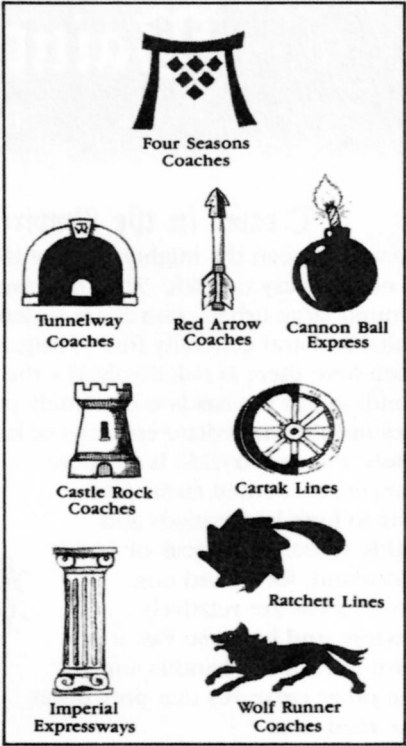 Four Seasons
Coaches
Tunnelway
Coaches
Red Arrow
Coaches
Cannon Ball
Express
Castle Rock
Coaches
Cartak Lines
Ratchett Lines
Imperial
Expressways
Wolf Runner
Coaches